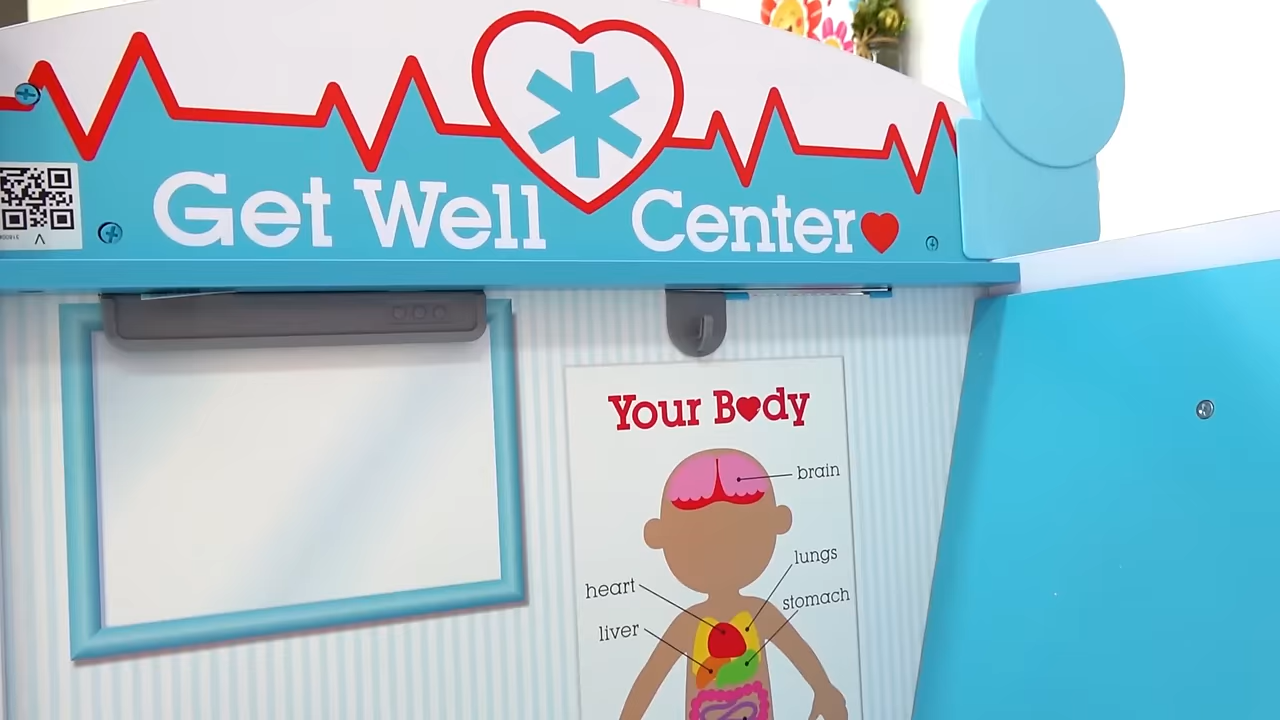 Get Well Center
Your Body
brain
lungs
heart
stomach
liver